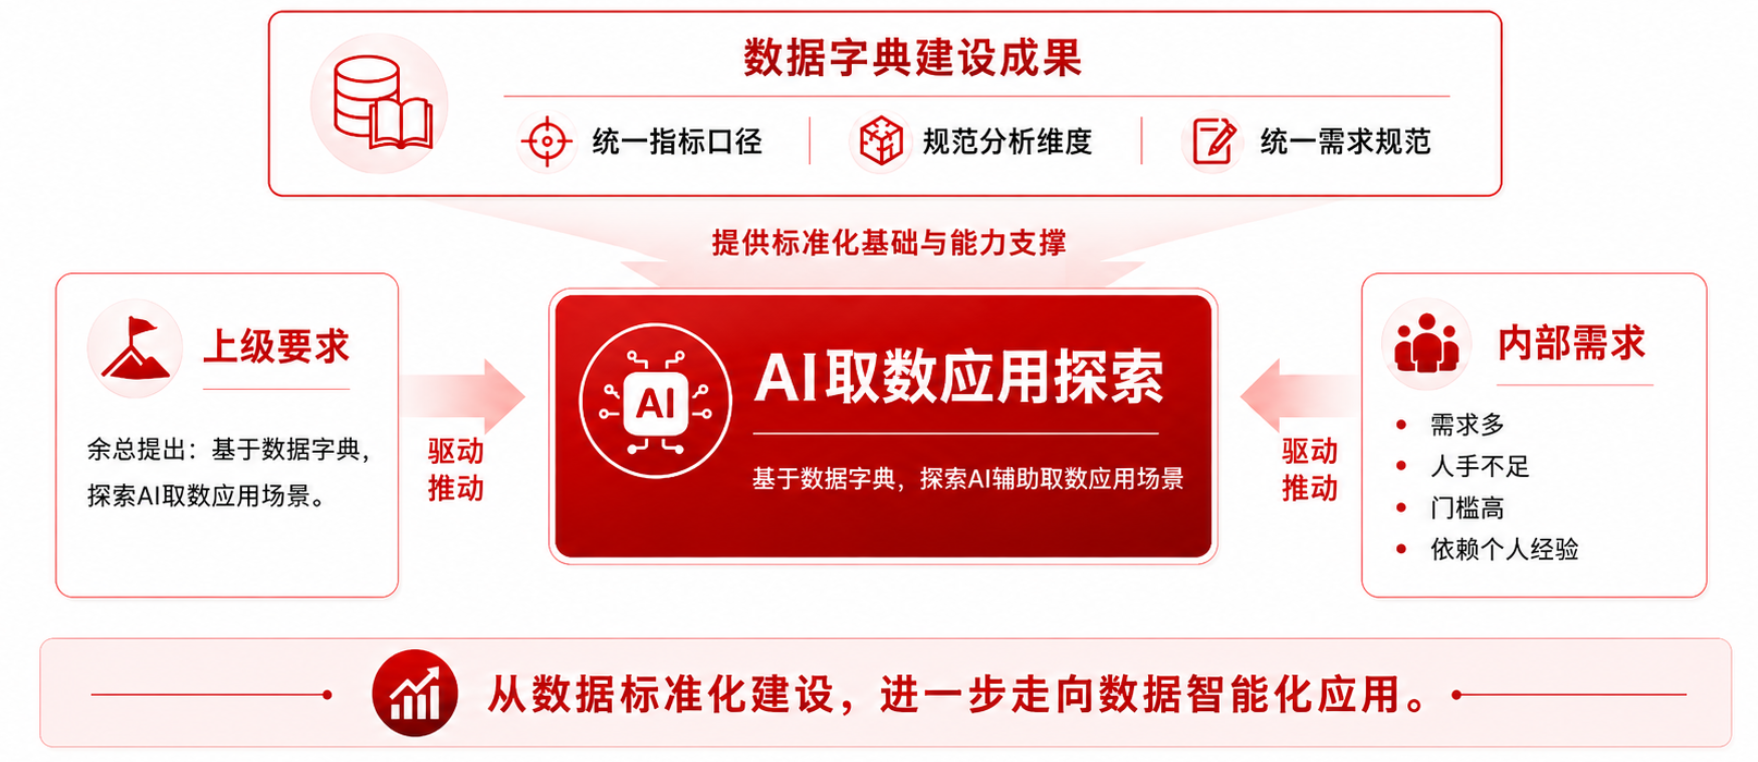 数据字典建设成果
统一指标口径
规范分析维度
统一需求规范
提供标准化基础与能力支撑
上级要求
余总提出：基于数据字典，
探索AI取数应用场景。
驱动
推动
AI
AI取数应用探索
基于数据字典，探索AI辅助取数应用场景
驱动
推动
内部需求
• 需求多
• 人手不足
• 门槛高
• 依赖个人经验
从数据标准化建设，进一步走向数据智能化应用。